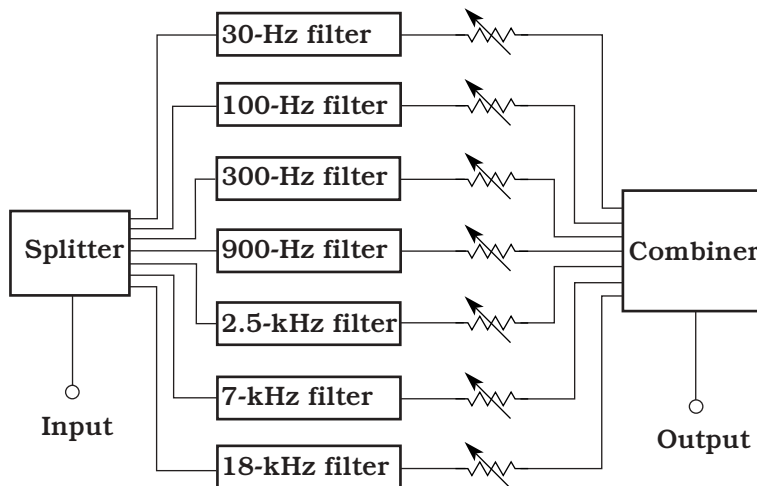 30-Hz filter
100-Hz filter
300-Hz filter
Splitter
900-Hz filter
Combiner
2.5-kHz filter
7-kHz filter
Input
Output
18-kHz filter